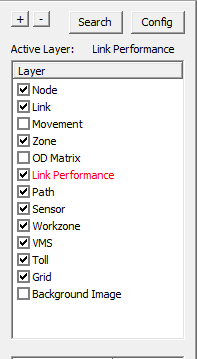 + - Search Config
Active Layer: Link Performance
Layer
Node
Link
Movement
Zone
OD Matrix
Link Performance
Path
Sensor
Workzone
VMS
Toll
Grid
Background Image